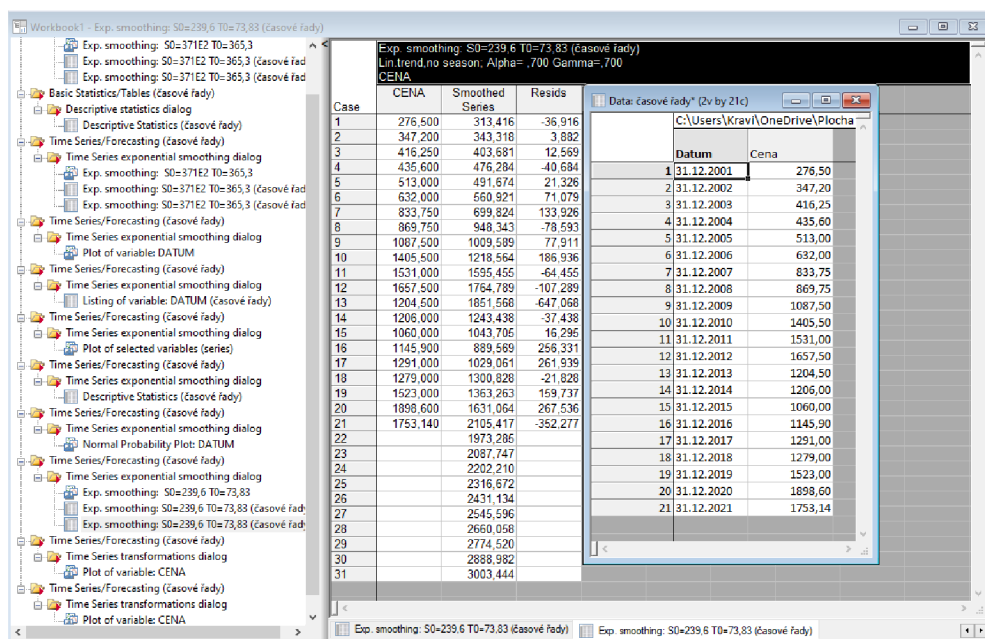 Workbook1 - Exp. smoothing: S0=239,6 T0=73,83 (časové řady)
Exp. smoothing: S0=371E2 T0=365,3
Exp. smoothing: S0=371E2 T0=365,3 (časové řad
Exp. smoothing: S0=371E2 T0=365,3 (časové řad
Basic Statistics/Tables (časové řady)
Descriptive statistics dialog
Descriptive Statistics (časové řady)
Time Series/Forecasting (časové řady)
Time Series exponential smoothing dialog
Exp. smoothing: S0=371E2 T0=365,3
Exp. smoothing: S0=371E2 T0=365,3 (časové řad
Exp. smoothing: S0=371E2 T0=365,3 (časové řad
Time Series/Forecasting (časové řady)
Time Series exponential smoothing dialog
Plot of variable: DATUM
Time Series/Forecasting (časové řady)
Time Series exponential smoothing dialog
Listing of variable: DATUM (časové řady)
Time Series/Forecasting (časové řady)
Time Series exponential smoothing dialog
Plot of selected variables (series)
Time Series/Forecasting (časové řady)
Time Series exponential smoothing dialog
Descriptive Statistics (časové řady)
Time Series/Forecasting (časové řady)
Time Series exponential smoothing dialog
Normal Probability Plot: DATUM
Time Series/Forecasting (časové řady)
Time Series exponential smoothing dialog
Exp. smoothing: S0=239,6 T0=73,83
Exp. smoothing: S0=239,6 T0=73,83 (časové řad
Exp. smoothing: S0=239,6 T0=73,83 (časové řad
Time Series/Forecasting (časové řady)
Time Series transformations dialog
Plot of variable: CENA
Time Series/Forecasting (časové řady)
Time Series transformations dialog
Plot of variable: CENA
Exp. smoothing: S0=239,6 T0=73,83 (časové řady)
Lin.trend,no season; Alpha= ,700 Gamma=,700
CENA
Case CENA Smoothed Series Resids
1 276,500 313,416 -36,916
2 347,200 343,318 3,882
3 416,250 403,681 12,569
4 435,600 476,284 -40,684
5 513,000 491,674 21,326
6 632,000 560,921 71,079
7 833,750 699,824 133,926
8 869,750 948,343 -78,593
9 1087,500 1009,589 77,911
10 1405,500 1218,564 186,936
11 1531,000 1595,455 -64,455
12 1657,500 1764,789 -107,289
13 1204,500 1851,568 -647,068
14 1206,000 1243,438 -37,438
15 1060,000 1043,705 16,295
16 1145,900 889,569 256,331
17 1291,000 1029,061 261,939
18 1279,000 1300,828 -21,828
19 1523,000 1363,263 159,737
20 1898,600 1631,064 267,536
21 1753,140 2105,417 -352,277
22 1973,285
23 2087,747
24 2202,210
25 2316,672
26 2431,134
27 2545,596
28 2660,058
29 2774,520
30 2888,982
31 3003,444
Data: časové řady* (2v by 21c)
C:\Users\Kravi\OneDrive\Plocha
Datum Cena
1 31.12.2001 276,50
2 31.12.2002 347,20
3 31.12.2003 416,25
4 31.12.2004 435,60
5 31.12.2005 513,00
6 31.12.2006 632,00
7 31.12.2007 833,75
8 31.12.2008 869,75
9 31.12.2009 1087,50
10 31.12.2010 1405,50
11 31.12.2011 1531,00
12 31.12.2012 1657,50
13 31.12.2013 1204,50
14 31.12.2014 1206,00
15 31.12.2015 1060,00
16 31.12.2016 1145,90
17 31.12.2017 1291,00
18 31.12.2018 1279,00
19 31.12.2019 1523,00
20 31.12.2020 1898,60
21 31.12.2021 1753,14
Exp. smoothing: S0=239,6 T0=73,83 (časové řady)
Exp. smoothing: S0=239,6 T0=73,83 (časové řady)